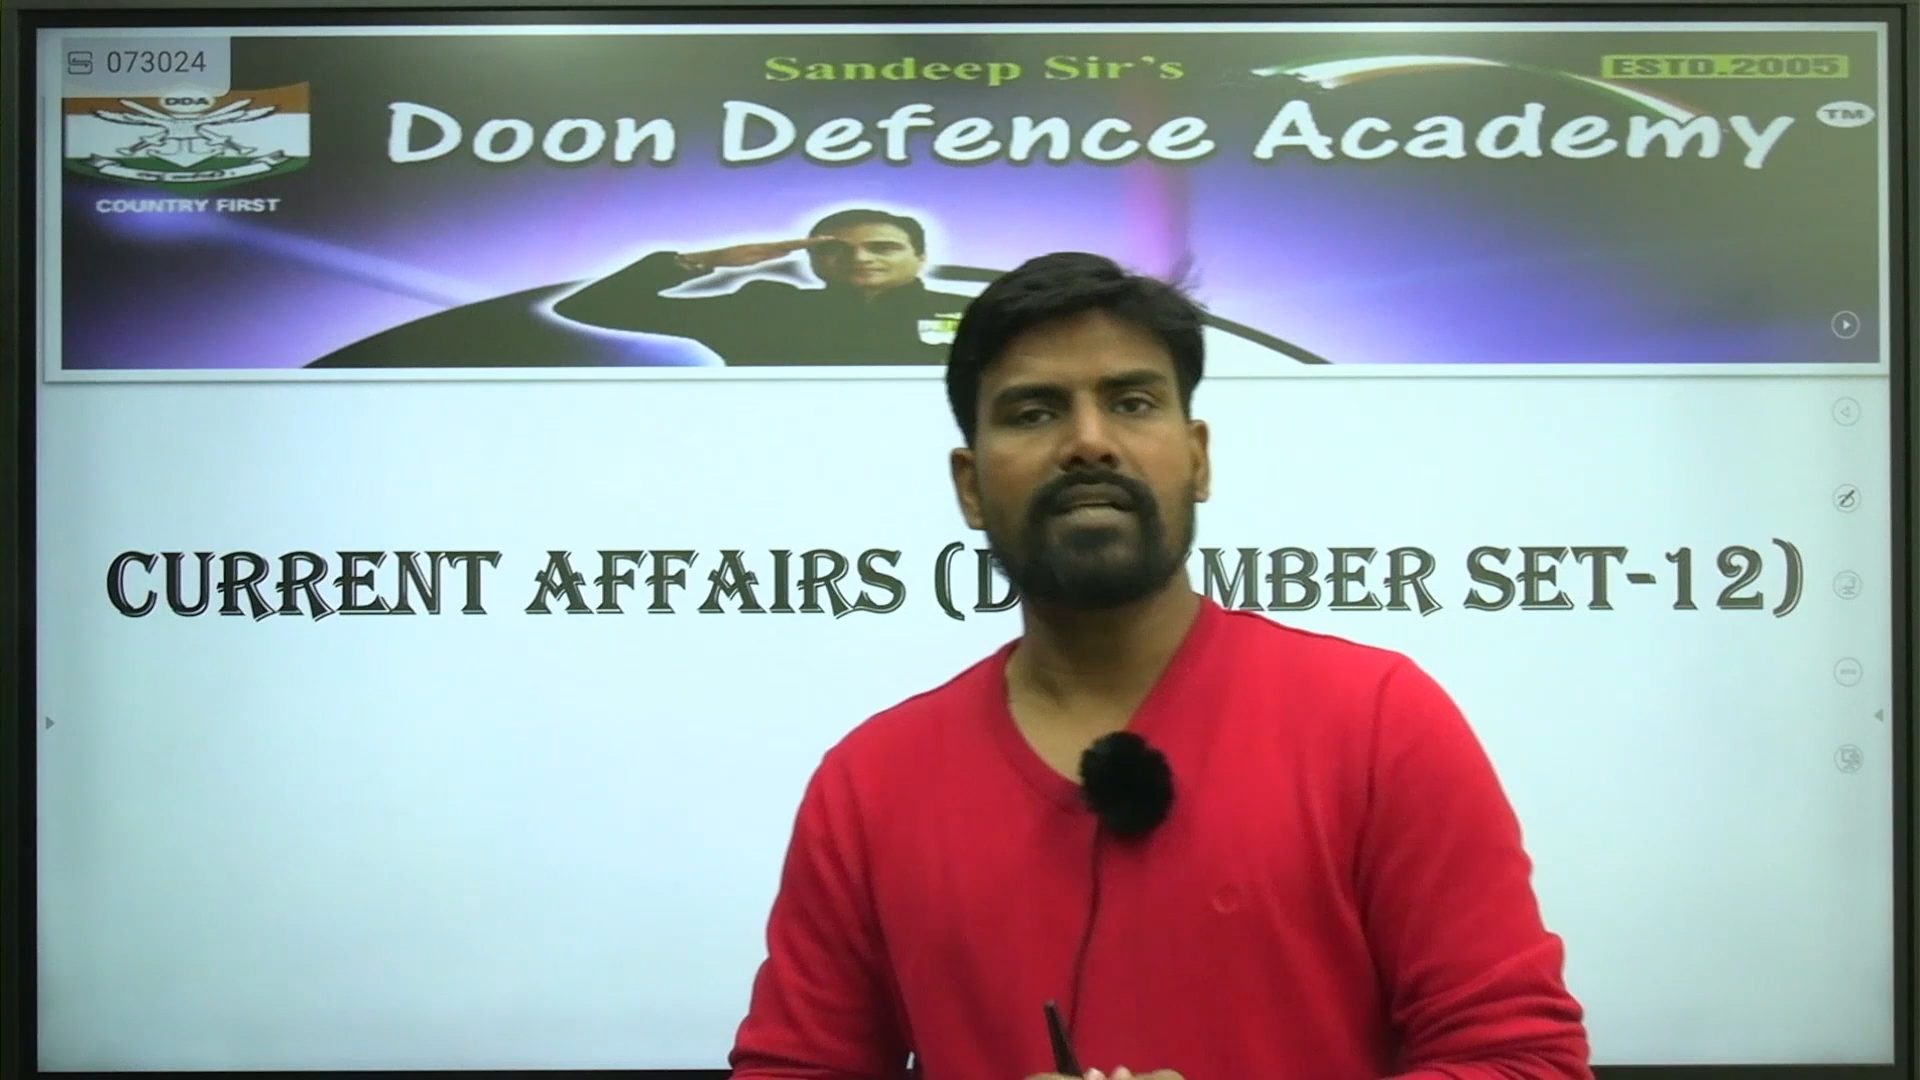 073024
Sandeep Sir's
ESTD.2005
DDA
Doon Defence Academy
TM
COUNTRY FIRST
CURRENT AFFAIRS (D MBER SET-12)